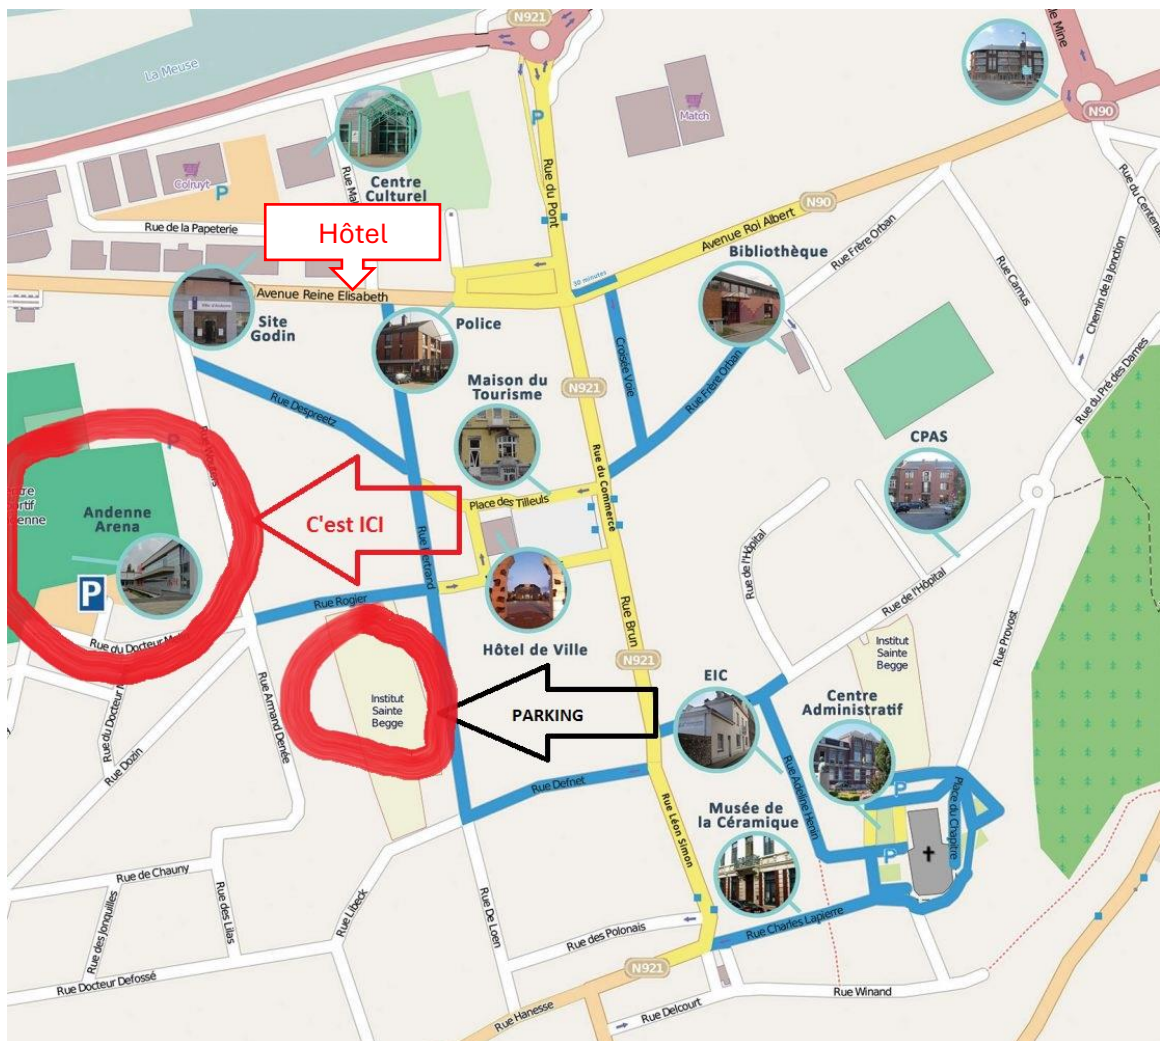 N921
La Meuse
N90
Match
P
Centre
Culturel
Colruyt
P
Rue du Pont
Rue de la Papeterie
Hôtel
Avenue Roi Albert
N90
Rue du Centenaire
Rue Frère Orban
Bibliothèque
30 minutes
Avenue Reine Elisabeth
Rue Camus
Chemin de la Jonction
Site
Godin
Police
Croisée Voie
Maison du
Tourisme
N921
Rue Frère Orban
Rue Despreetz
Rue du Pré des Dames
CPAS
P
Rue du Commerce
Place des Tilleuls
Andenne
Arena
C'est ICI
Rue Bertrand
P
Rue de l'Hôpital
Rue de l'Hôpital
Rue Rogier
Rue Brun
Rue Provost
Hôtel de Ville
N921
Institut
Sainte
Begge
Institut
Sainte
Begge
PARKING
EIC
Centre
Administratif
Rue Dozin
Rue Armand Denée
Rue Defnet
Rue Adeline Henin
P
Place du Chapitre
Rue Léon Simon
Musée de
la Céramique
P
Rue de Chauny
Rue des Jonquilles
Rue des Lilas
Rue Libeck
Rue De Loen
Rue des Polonais
Rue Charles Lapierre
N921
Rue Docteur Defossé
Rue Winand
Rue Hanesse
Rue Delcourt